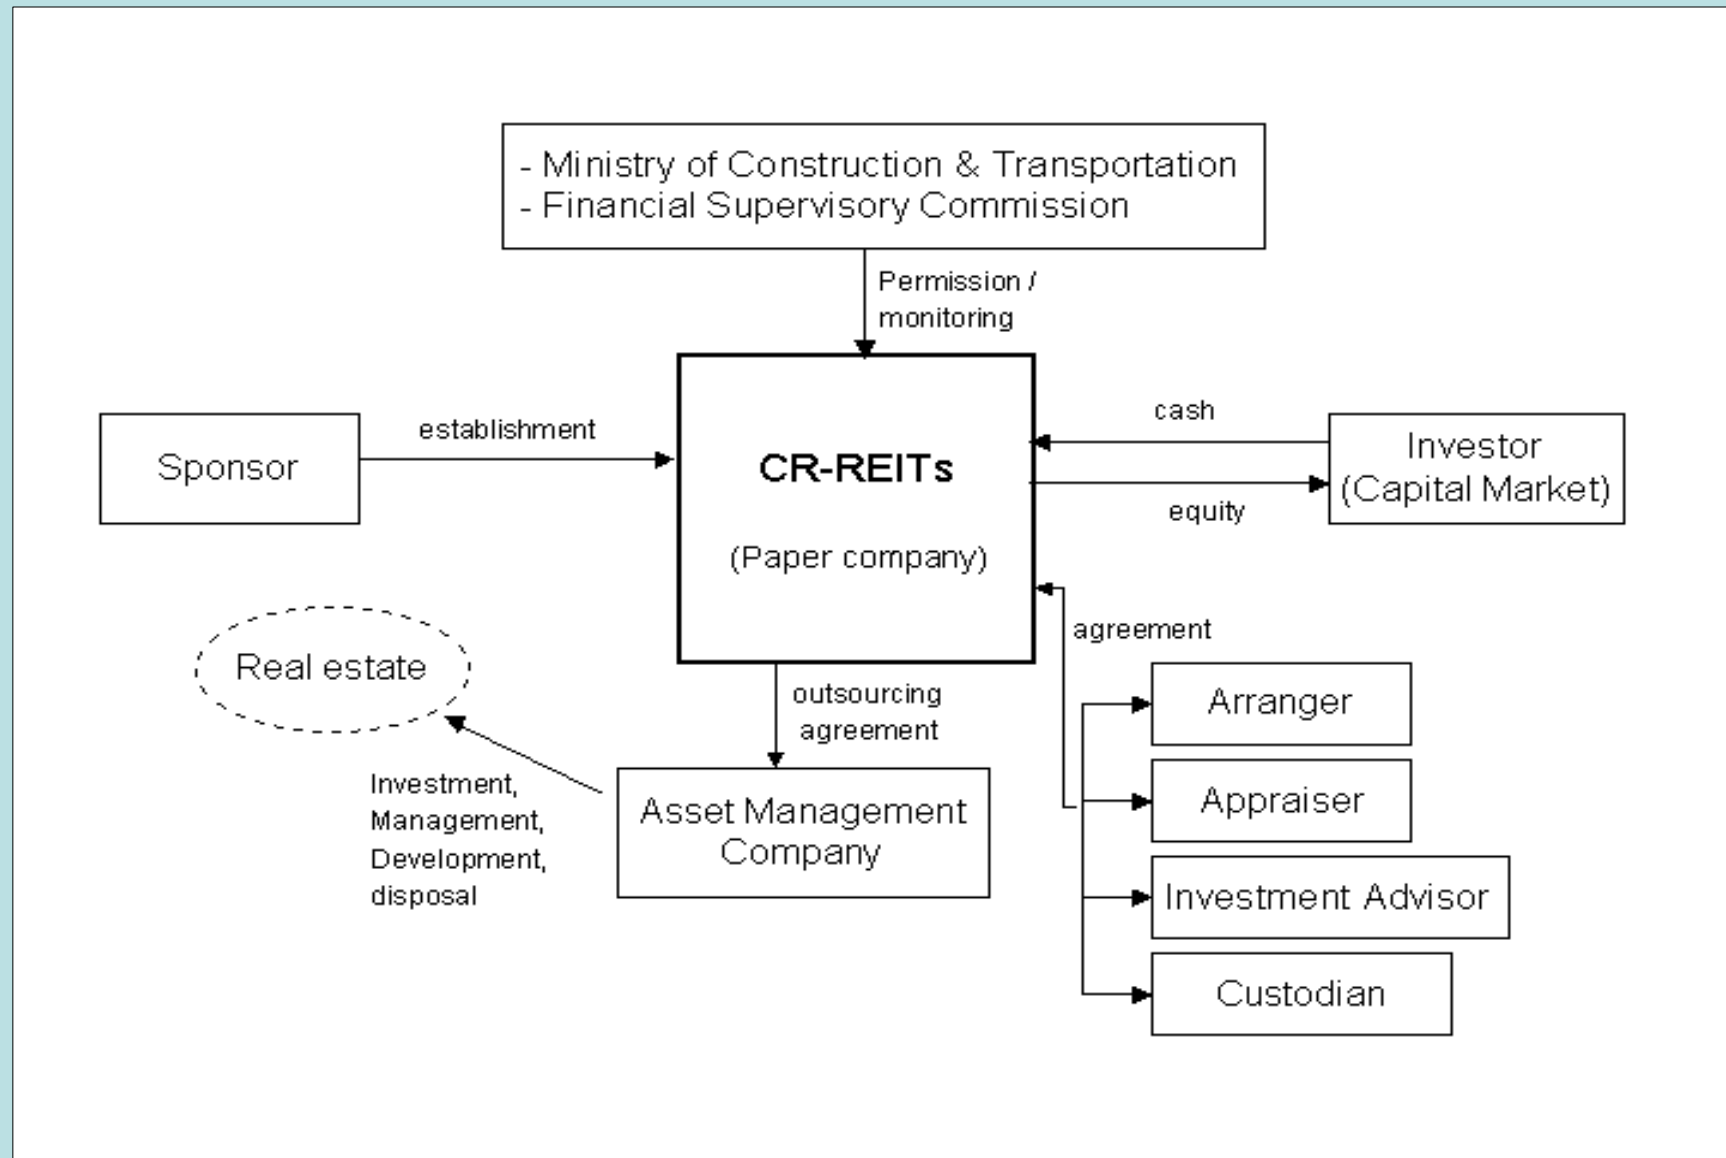 - Ministry of Construction & Transportation
- Financial Supervisory Commission
Permission /
monitoring
Sponsor
establishment
CR-REITs
(Paper company)
cash
equity
Investor
(Capital Market)
Real estate
Investment,
Management,
Development,
disposal
outsourcing
agreement
Asset Management
Company
agreement
Arranger
Appraiser
Investment Advisor
Custodian